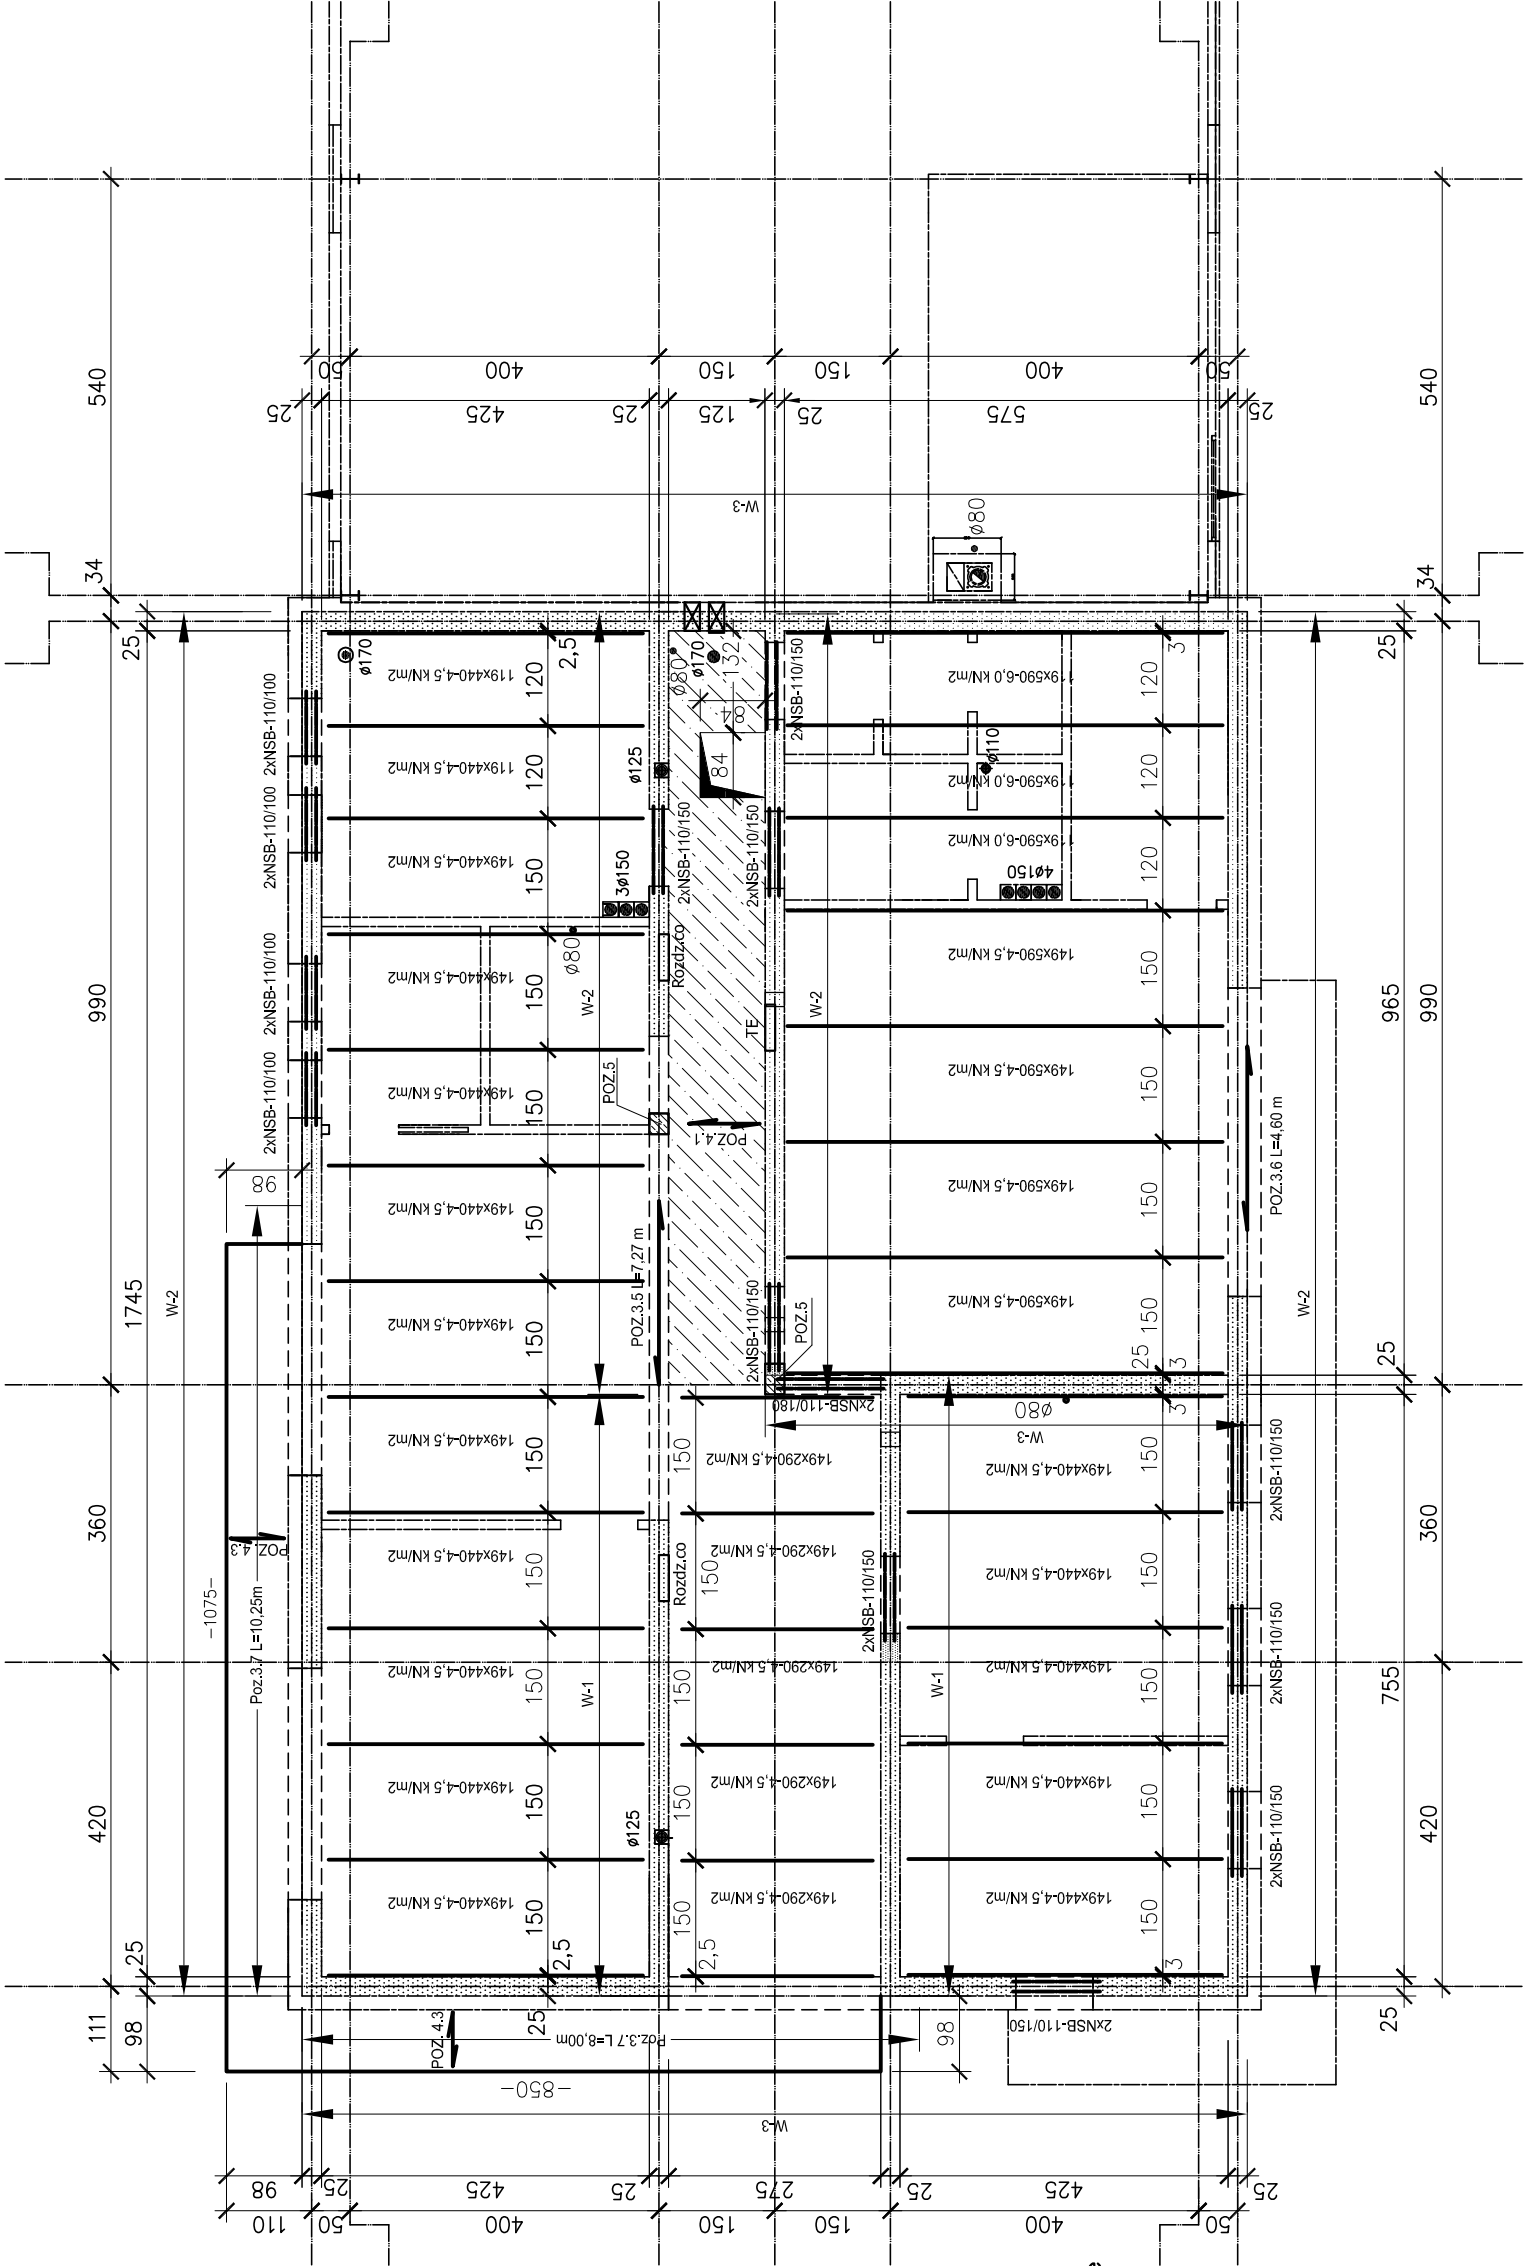 540
34
990
360
420
111
25
1745
25
98
W-2
98
-1075-
Poz.3.7 L=10,25m
POZ. 4.3
2xNSB-110/100
2xNSB-110/100
2xNSB-110/100
2xNSB-110/100
50
400
150
150
400
50
25
425
25
125
25
575
25
W-3
ø80
ø170
119x440-4,5 kN/m2
119x440-4,5 kN/m2
149x440-4,5 kN/m2
149x440-4,5 kN/m2
149x440-4,5 kN/m2
149x440-4,5 kN/m2
149x440-4,5 kN/m2
149x440-4,5 kN/m2
149x440-4,5 kN/m2
149x440-4,5 kN/m2
149x440-4,5 kN/m2
149x440-4,5 kN/m2
2,5
120
120
150
150
150
150
150
150
150
150
150
150
2,5
25
ø80
W-2
W-1
ø125
3ø150
POZ.5
POZ.3.5 L=7,27 m
ø125
ø80
ø170
132
84
84
2xNSB-110/150
Rozdz.co
POZ.4.1
Rozdz.co
TE
2xNSB-110/150
2xNSB-110/150
2xNSB-110/150
POZ.5
W-2
2xNSB-110/180
149x290-4,5 kN/m2
149x290-4,5 kN/m2
149x290-4,5 kN/m2
149x290-4,5 kN/m2
149x290-4,5 kN/m2
150
150
150
150
150
2,5
119x590-6,0 kN/m2
119x590-6,0 kN/m2
119x590-6,0 kN/m2
149x590-4,5 kN/m2
149x590-4,5 kN/m2
149x590-4,5 kN/m2
149x590-4,5 kN/m2
ø110
4ø150
3
120
120
120
150
150
150
150
25
3
3
ø80
W-3
2xNSB-110/150
W-1
149x440-4,5 kN/m2
149x440-4,5 kN/m2
149x440-4,5 kN/m2
149x440-4,5 kN/m2
149x440-4,5 kN/m2
150
150
150
150
150
3
POZ.3.6 L=4,60 m
2xNSB-110/150
2xNSB-110/150
2xNSB-110/150
2xNSB-110/150
W-2
25
965
25
755
25
540
34
990
360
420
POZ. 4.3
Poz.3.7 L=8,00m
98
-850-
W-3
98
25
425
25
275
25
425
25
110
50
400
150
150
400
50